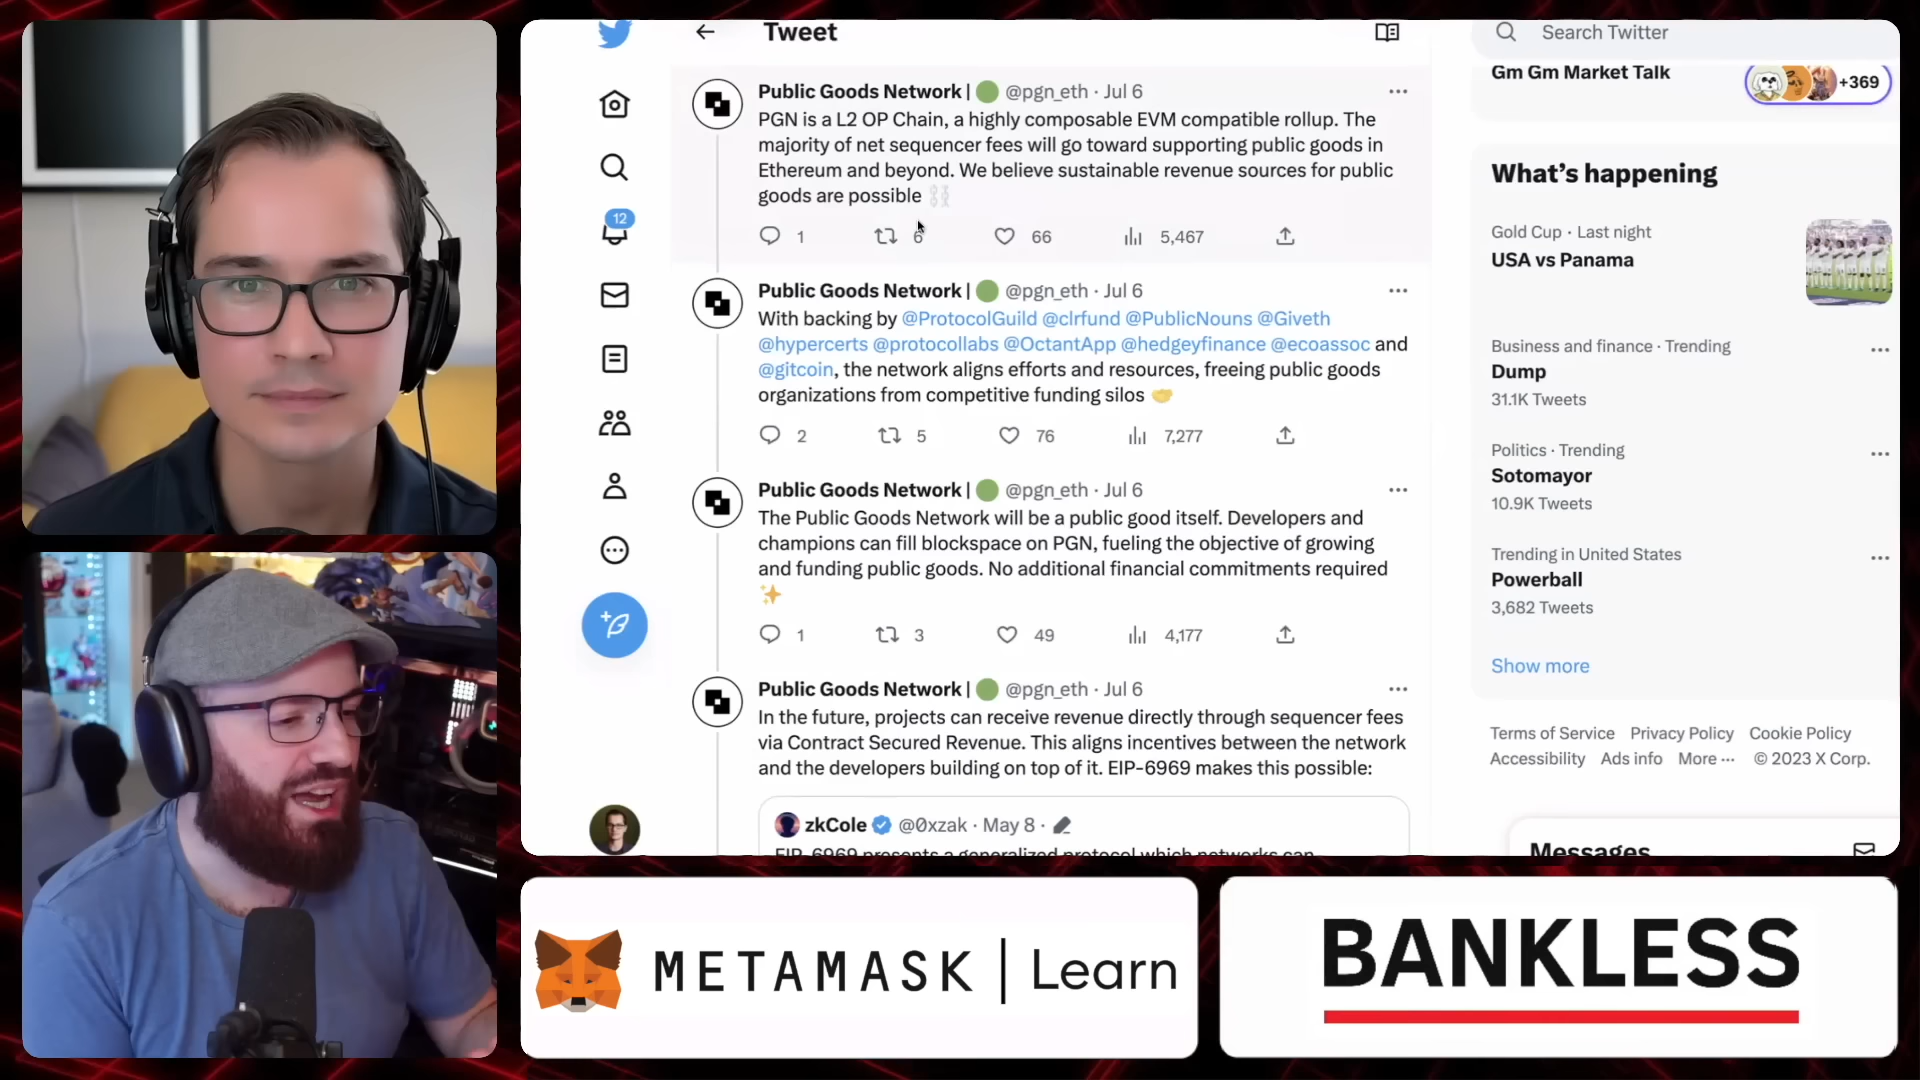 Tweet
Public Goods Network | 🟢 @pgn_eth · Jul 6
PGN is a L2 OP Chain, a highly composable EVM compatible rollup. The
majority of net sequencer fees will go toward supporting public goods in
Ethereum and beyond. We believe sustainable revenue sources for public
goods are possible ⛓️
1 6 66 5,467
Public Goods Network | 🟢 @pgn_eth · Jul 6
With backing by @ProtocolGuild @clrfund @PublicNouns @Giveth
@hypercerts @protocollabs @OctantApp @hedgeyfinance @ecoassoc and
@gitcoin, the network aligns efforts and resources, freeing public goods
organizations from competitive funding silos 🤝
2 5 76 7,277
Public Goods Network | 🟢 @pgn_eth · Jul 6
The Public Goods Network will be a public good itself. Developers and
champions can fill blockspace on PGN, fueling the objective of growing
and funding public goods. No additional financial commitments required
✨
1 3 49 4,177
Public Goods Network | 🟢 @pgn_eth · Jul 6
In the future, projects can receive revenue directly through sequencer fees
via Contract Secured Revenue. This aligns incentives between the network
and the developers building on top of it. EIP-6969 makes this possible:
zkCole @0xzak · May 8 ·
EIP-6969 presents a generalized protocol which networks can
12
Search Twitter
Gm Gm Market Talk +369
What's happening
Gold Cup · Last night
USA vs Panama
Business and finance · Trending
Dump
31.1K Tweets
Politics · Trending
Sotomayor
10.9K Tweets
Trending in United States
Powerball
3,682 Tweets
Show more
Terms of Service Privacy Policy Cookie Policy
Accessibility Ads info More ··· © 2023 X Corp.
Messages
METAMASK | Learn
BANKLESS